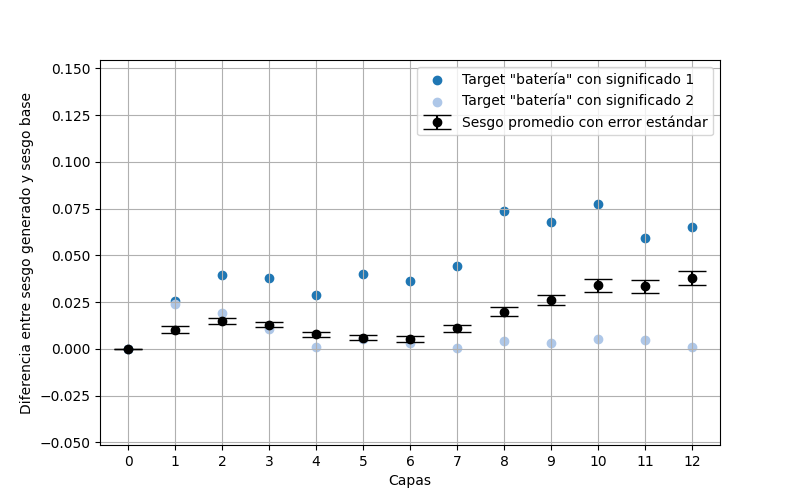 Target "batería" con significado 1
Target "batería" con significado 2
Sesgo promedio con error estándar
Diferencia entre sesgo generado y sesgo base
0.150
0.125
0.100
0.075
0.050
0.025
0.000
−0.025
−0.050
0 1 2 3 4 5 6 7 8 9 10 11 12
Capas